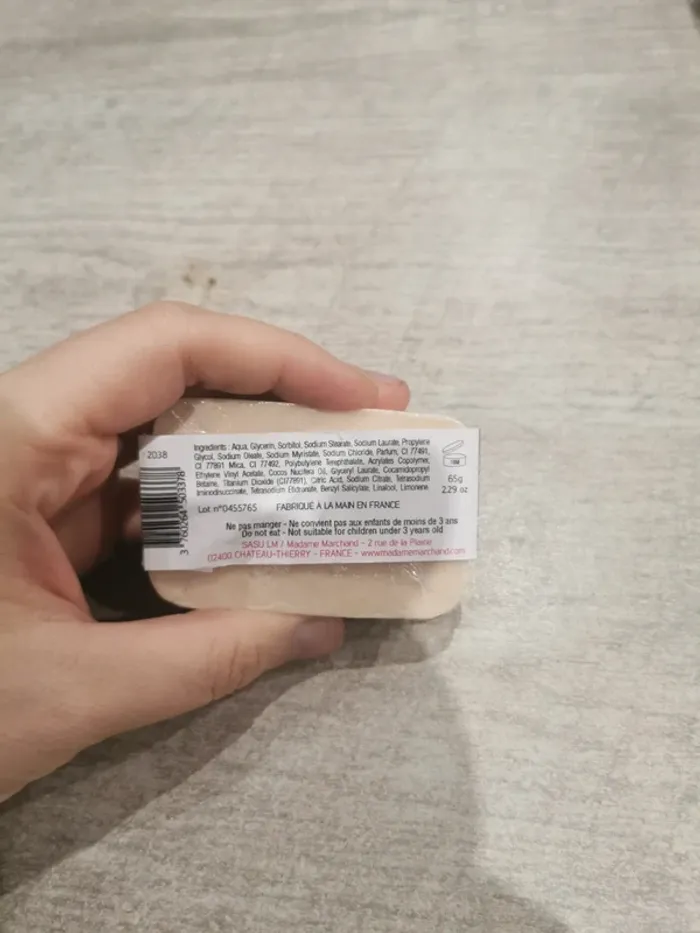 2038
Ingredients : Aqua, Glycerin, Sorbitol, Sodium Stearate, Sodium Laurate, Propylene
Glycol, Sodium Oleate, Sodium Myristate, Sodium Chloride, Parfum, CI 77491,
CI 77891 Mica, CI 77492, Polybutylene Terephthalate, Acrylates Copolymer,
Ethylene Vinyl Acetate, Cocos Nucifera Oil, Glyceryl Laurate, Cocamidopropyl
Betaine, Titanium Dioxide (CI77891), Citric Acid, Sodium Citrate, Tetrasodium
Iminodisuccinate, Tetrasodium Etidronate, Benzyl Salicylate, Linalool, Limonene.
65g
2.29 oz
Lot n°0455765 FABRIQUÉ À LA MAIN EN FRANCE
Ne pas manger - Ne convient pas aux enfants de moins de 3 ans
Do not eat - Not suitable for children under 3 years old
SASU LM / Madame Marchand - 2 rue de la Plaine
02400 CHATEAU-THIERRY - FRANCE - www.madamemarchand.com
3 760264 503378